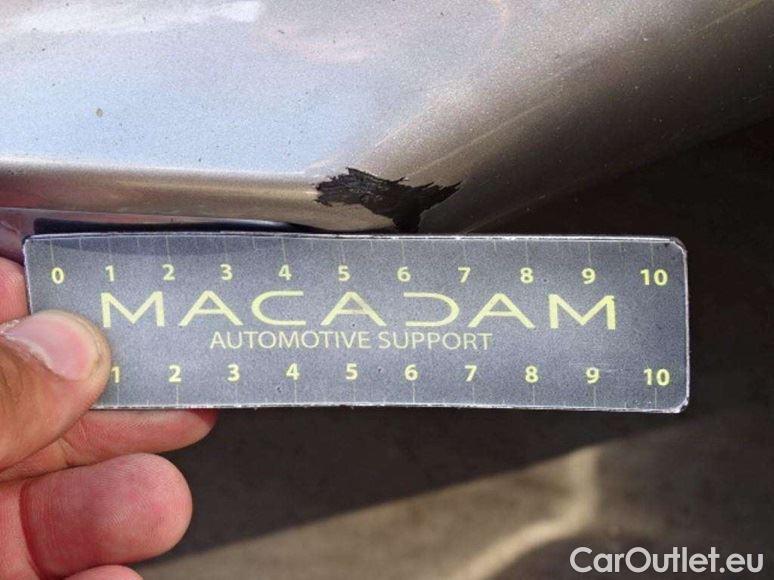 0 1 2 3 4 5 6 7 8 9 10
MACADAM
AUTOMOTIVE SUPPORT
1 2 3 4 5 6 7 8 9 10
CarOutlet.eu